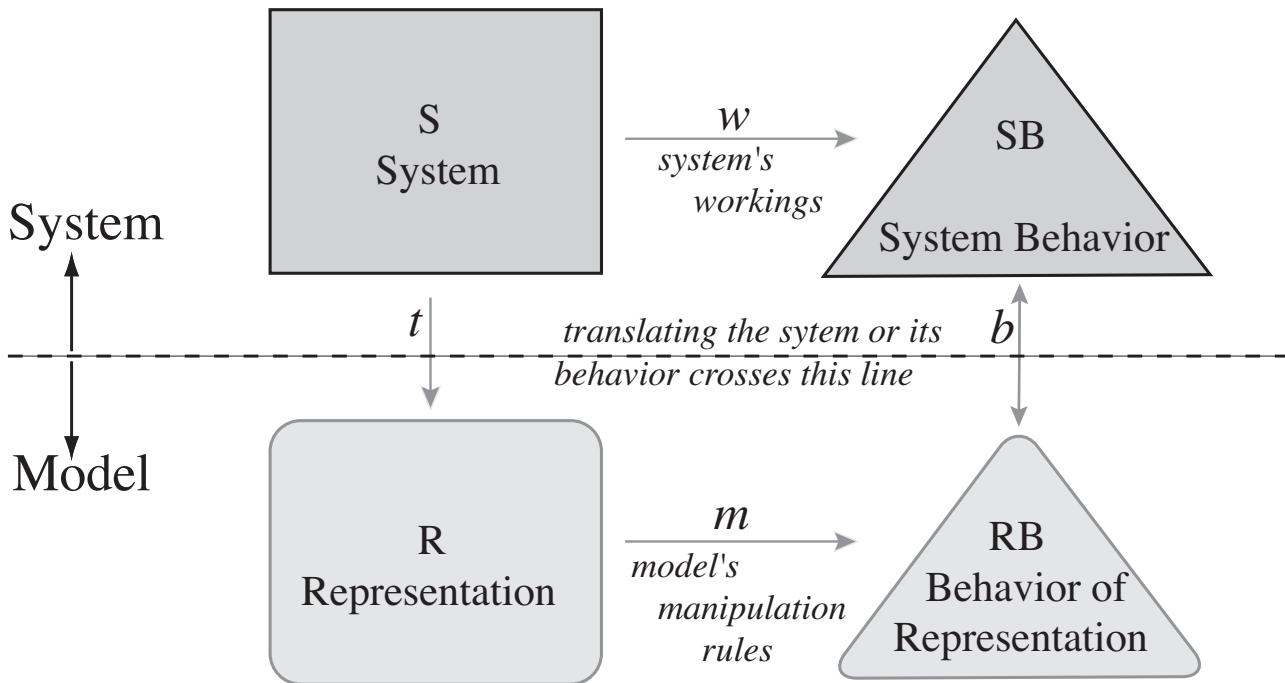 S
System
w
system's
workings
SB
System Behavior
System
t
translating the sytem or its
b
behavior crosses this line
Model
R
Representation
m
model's
manipulation
rules
RB
Behavior of
Representation